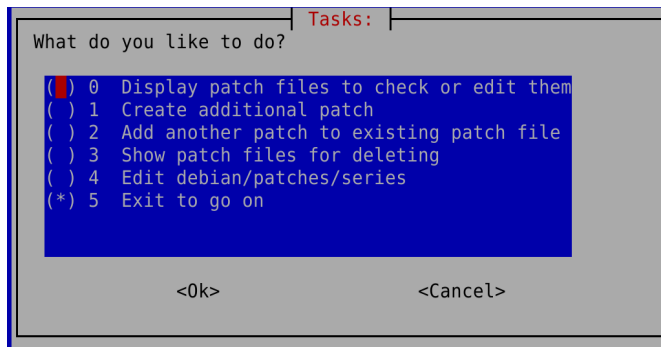 Tasks:
What do you like to do?
( ) 0 Display patch files to check or edit them
( ) 1 Create additional patch
( ) 2 Add another patch to existing patch file
( ) 3 Show patch files for deleting
( ) 4 Edit debian/patches/series
(*) 5 Exit to go on
<Ok> <Cancel>